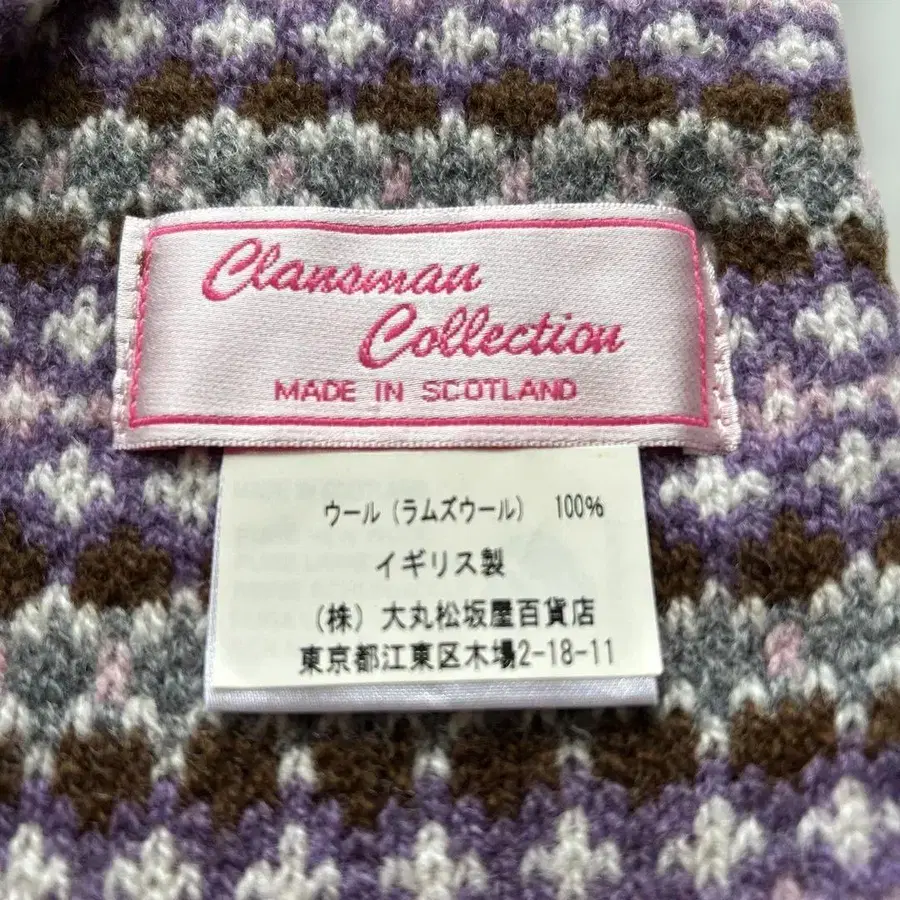 Clansman
Collection
MADE IN SCOTLAND
ウール（ラムズウール） 100%
イギリス製
（株）大丸松坂屋百貨店
東京都江東区木場2-18-11